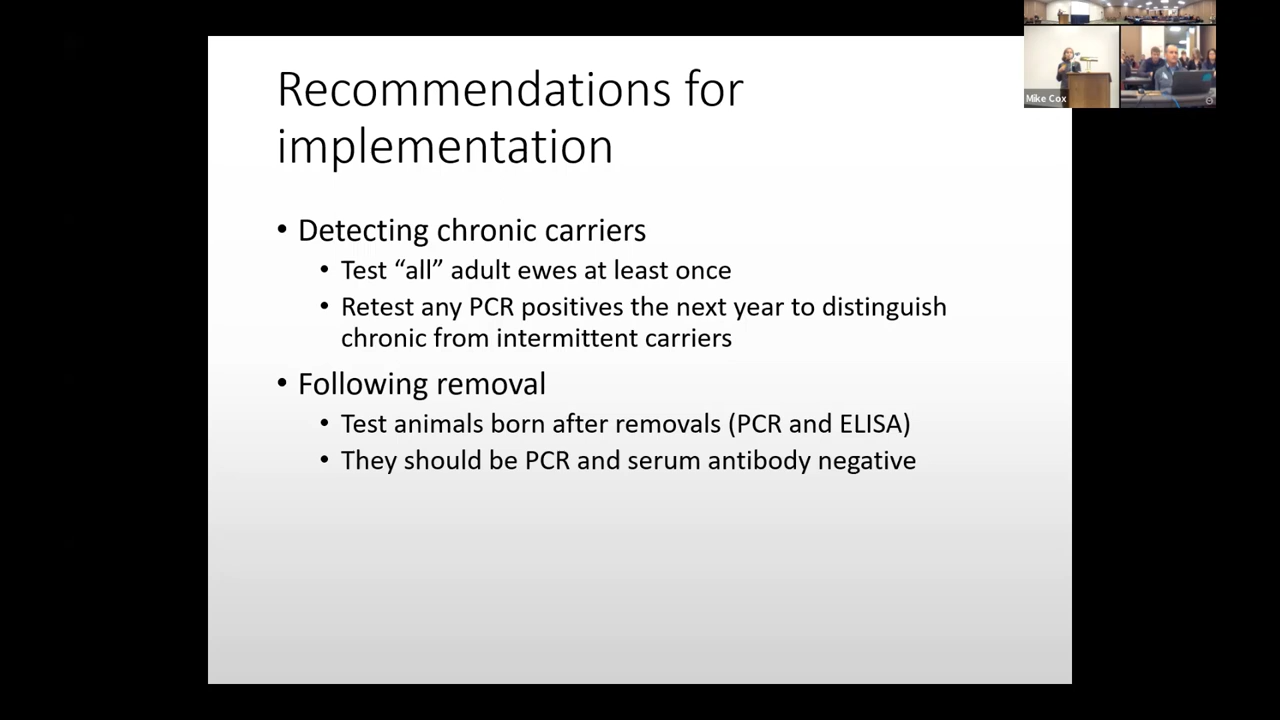 Recommendations for
implementation
• Detecting chronic carriers
• Test “all” adult ewes at least once
• Retest any PCR positives the next year to distinguish
chronic from intermittent carriers
• Following removal
• Test animals born after removals (PCR and ELISA)
• They should be PCR and serum antibody negative
Mike Cox